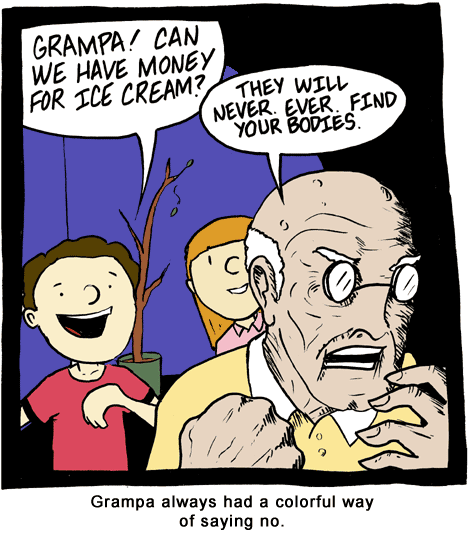 GRAMPA! CAN
WE HAVE MONEY
FOR ICE CREAM?
THEY WILL
NEVER. EVER. FIND
YOUR BODIES.
Grampa always had a colorful way
of saying no.